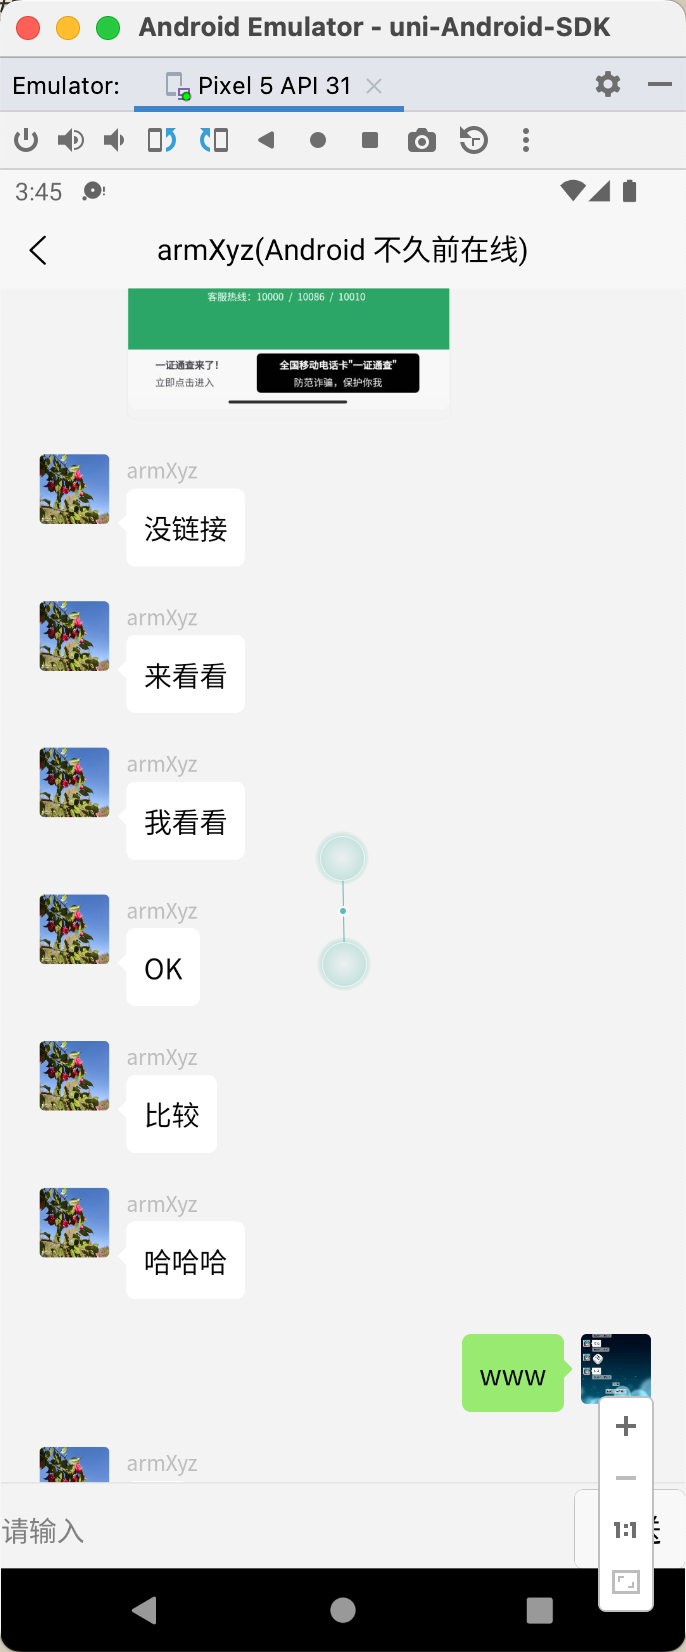 Android Emulator - uni-Android-SDK
Emulator:
Pixel 5 API 31
3:45
armXyz(Android 不久前在线)
客服热线：10000 / 10086 / 10010
一证通查来了！
立即点击进入
全国移动电话卡"一证通查"
防范诈骗，保护你我
armXyz
没链接
armXyz
来看看
armXyz
我看看
armXyz
OK
armXyz
比较
armXyz
哈哈哈
www
armXyz
请输入
1:1